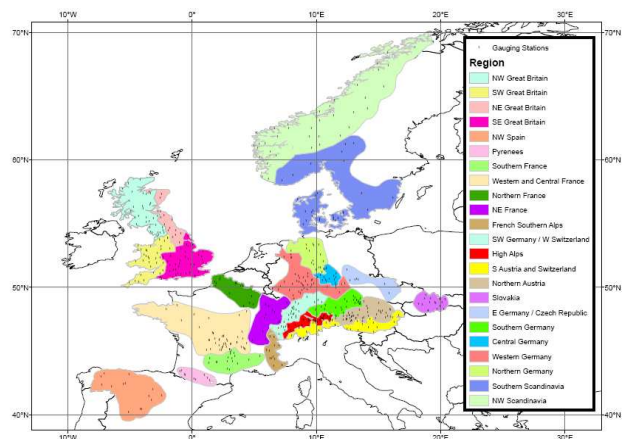 10°W 0° 10°E 20°E 30°E
70°N 70°N
60°N 60°N
50°N 50°N
40°N 40°N
10°W 0° 10°E 20°E 30°E
Gauging Stations
Region
NW Great Britain
SW Great Britain
NE Great Britain
SE Great Britain
NW Spain
Pyrenees
Southern France
Western and Central France
Northern France
NE France
French Southern Alps
SW Germany / W Switzerland
High Alps
S Austria and Switzerland
Northern Austria
Slovakia
E Germany / Czech Republic
Southern Germany
Central Germany
Western Germany
Northern Germany
Southern Scandinavia
NW Scandinavia